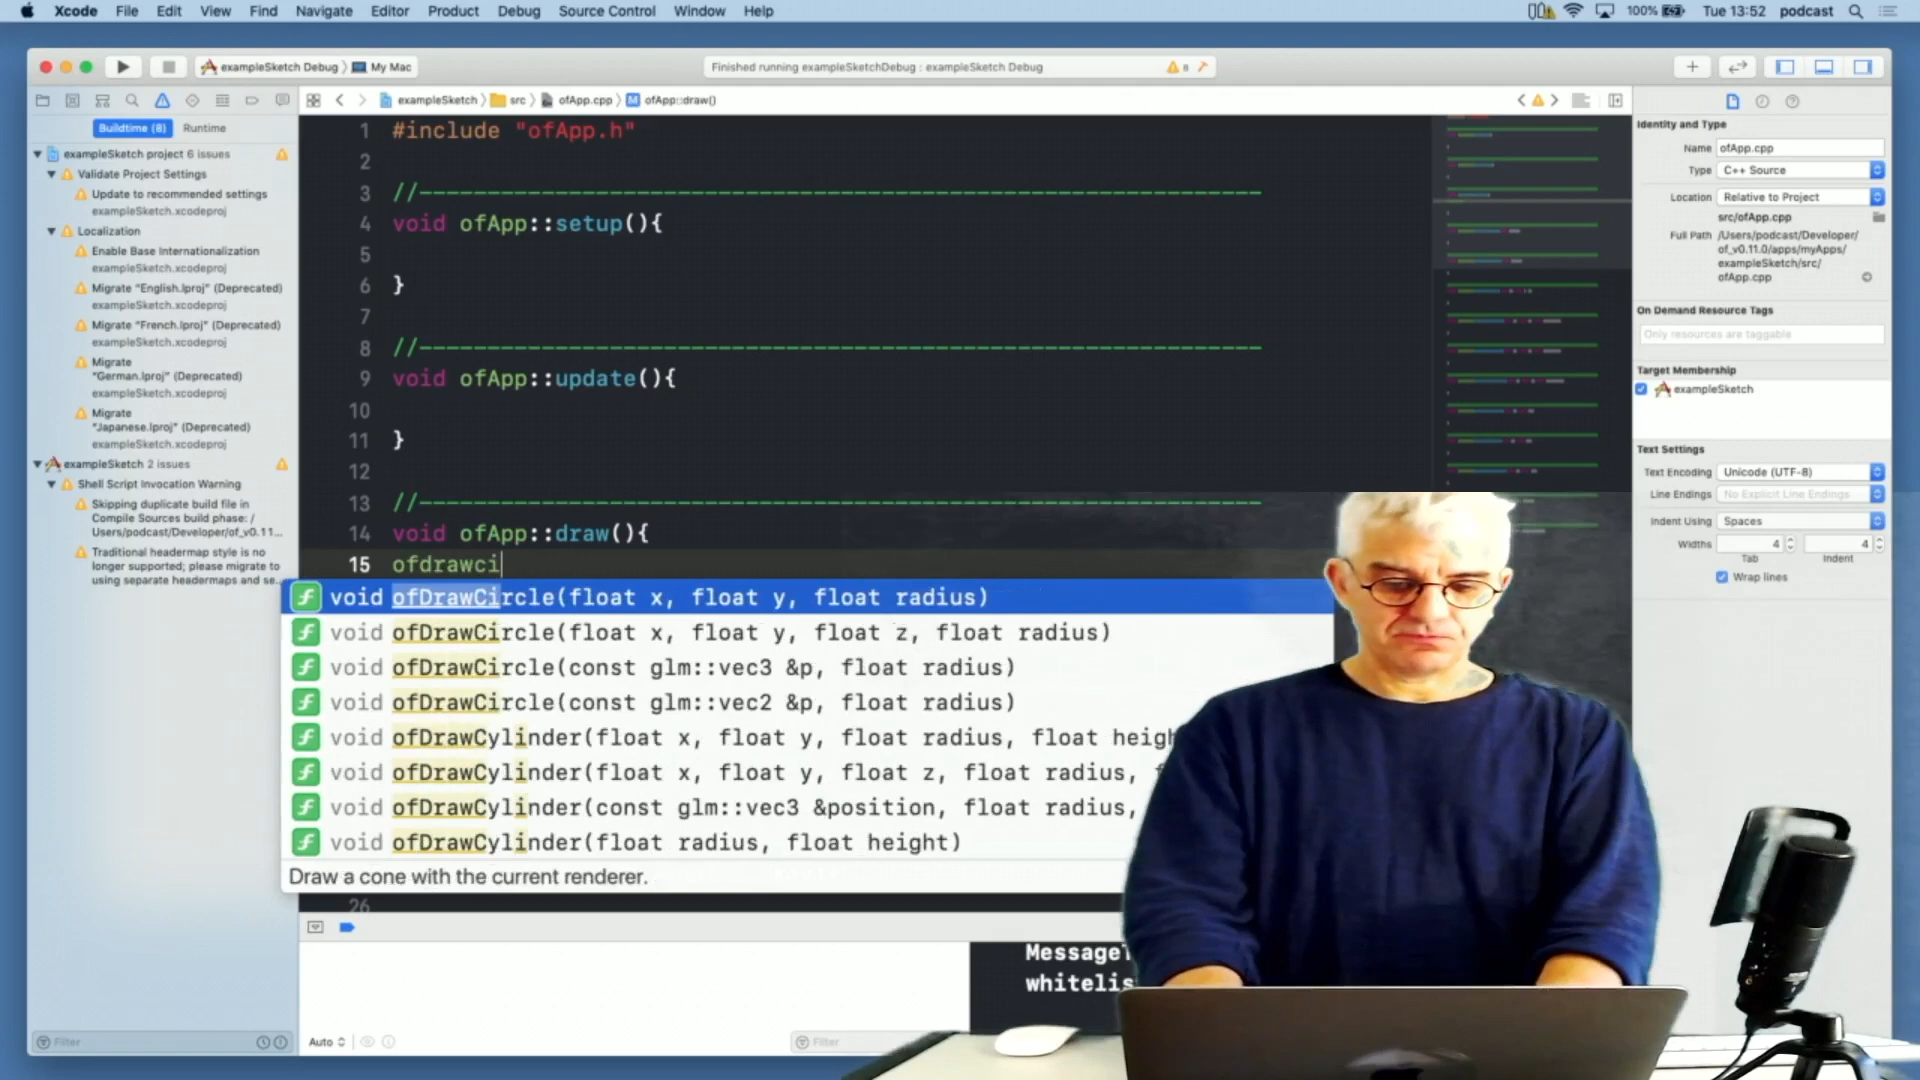 Xcode File Edit View Find Navigate Editor Product Debug Source Control Window Help
100% Tue 13:52 podcast
exampleSketch Debug My Mac
Finished running exampleSketchDebug : exampleSketch Debug
exampleSketch src ofApp.cpp ofApp::draw()
Buildtime (8) Runtime
exampleSketch project 6 issues
Validate Project Settings
Update to recommended settings
exampleSketch.xcodeproj
Localization
Enable Base Internationalization
exampleSketch.xcodeproj
Migrate "English.lproj" (Deprecated)
exampleSketch.xcodeproj
Migrate "French.lproj" (Deprecated)
exampleSketch.xcodeproj
Migrate
"German.lproj" (Deprecated)
exampleSketch.xcodeproj
Migrate
"Japanese.lproj" (Deprecated)
exampleSketch.xcodeproj
exampleSketch 2 issues
Shell Script Invocation Warning
Skipping duplicate build file in
Compile Sources build phase: /
Users/podcast/Developer/of_v0.11...
Traditional headermap style is no
longer supported; please migrate to
using separate headermaps and se...
Filter
1 #include "ofApp.h"
2
3 //--------------------------------------------------------------
4 void ofApp::setup(){
5
6 }
7
8 //--------------------------------------------------------------
9 void ofApp::update(){
10
11 }
12
13 //--------------------------------------------------------------
14 void ofApp::draw(){
15 ofdrawci
f void ofDrawCircle(float x, float y, float radius)
f void ofDrawCircle(float x, float y, float z, float radius)
f void ofDrawCircle(const glm::vec3 &p, float radius)
f void ofDrawCircle(const glm::vec2 &p, float radius)
f void ofDrawCylinder(float x, float y, float radius, float heigh
f void ofDrawCylinder(float x, float y, float z, float radius,
f void ofDrawCylinder(const glm::vec3 &position, float radius,
f void ofDrawCylinder(float radius, float height)
Draw a cone with the current renderer.
26
Message
whitelis
Auto
Filter
Identity and Type
Name ofApp.cpp
Type C++ Source
Location Relative to Project
src/ofApp.cpp
Full Path /Users/podcast/Developer/
of_v0.11.0/apps/myApps/
exampleSketch/src/
ofApp.cpp
On Demand Resource Tags
Only resources are taggable
Target Membership
exampleSketch
Text Settings
Text Encoding Unicode (UTF-8)
Line Endings No Explicit Line Endings
Indent Using Spaces
Widths 4 4
Tab Indent
Wrap lines